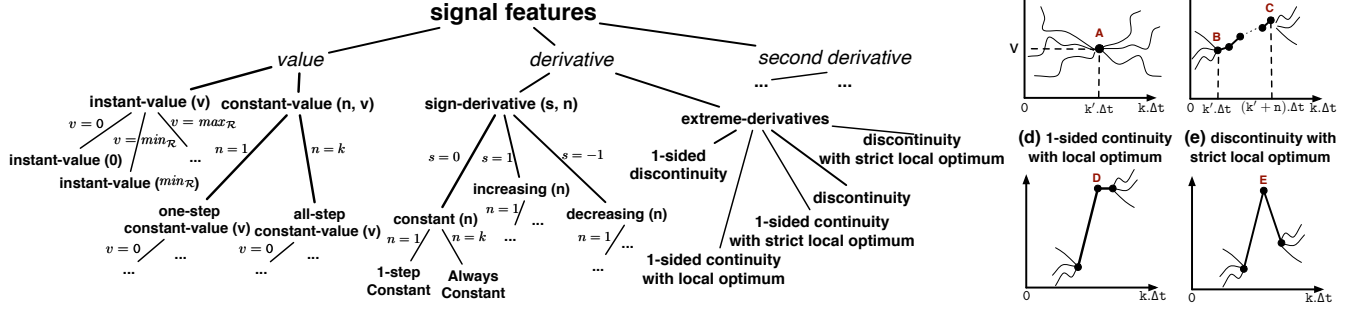 signal features
value
derivative
second derivative
...
...
instant-value (v)
constant-value (n, v)
v = 0
v = min_R
v = max_R
...
instant-value (0)
instant-value (min_R)
n = 1
n = k
one-step
constant-value (v)
v = 0
...
...
all-step
constant-value (v)
v = 0
...
...
sign-derivative (s, n)
s = 0
s = 1
s = −1
constant (n)
n = 1
n = k
1-step
Constant
Always
Constant
increasing (n)
n = 1
...
...
decreasing (n)
n = 1
...
...
extreme-derivatives
1-sided
discontinuity
1-sided continuity
with local optimum
1-sided continuity
with strict local optimum
discontinuity
discontinuity
with strict local optimum
A
V
0
k'.Δt
k.Δt
B
C
0
k'.Δt
(k' + n).Δt
k.Δt
(d) 1-sided continuity
with local optimum
D
0
k.Δt
(e) discontinuity with
strict local optimum
E
0
k.Δt